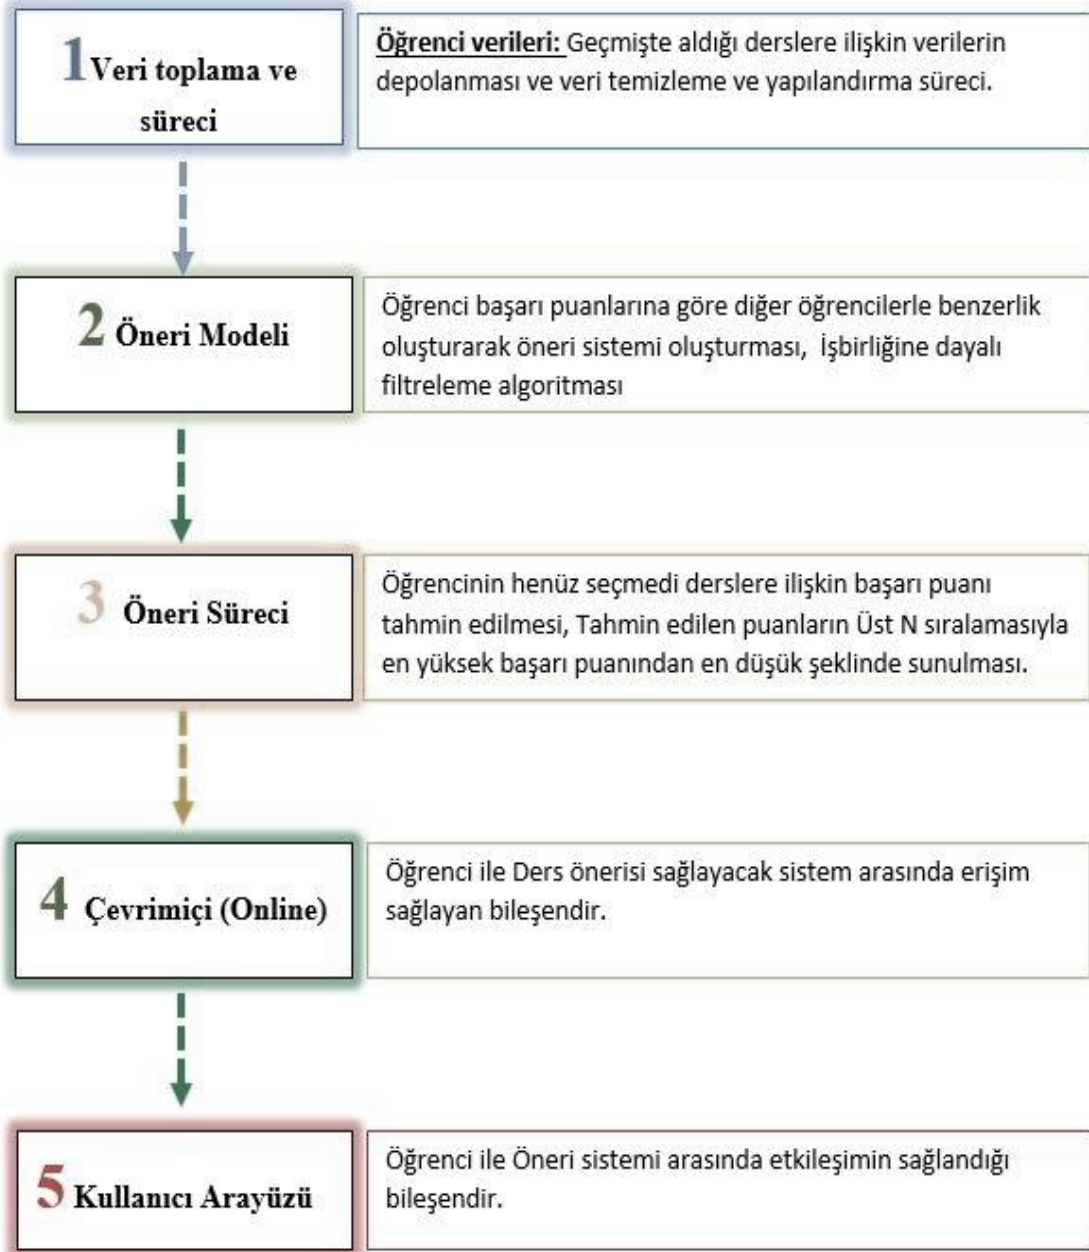 1 Veri toplama ve
süreci
Öğrenci verileri: Geçmişte aldığı derslere ilişkin verilerin
depolanması ve veri temizleme ve yapılandırma süreci.
2 Öneri Modeli
Öğrenci başarı puanlarına göre diğer öğrencilerle benzerlik
oluşturarak öneri sistemi oluşturması, İşbirliğine dayalı
filtreleme algoritması
3 Öneri Süreci
Öğrencinin henüz seçmedi derslere ilişkin başarı puanı
tahmin edilmesi, Tahmin edilen puanların Üst N sıralamasıyla
en yüksek başarı puanından en düşük şeklinde sunulması.
4 Çevrimiçi (Online)
Öğrenci ile Ders önerisi sağlayacak sistem arasında erişim
sağlayan bileşendir.
5 Kullanıcı Arayüzü
Öğrenci ile Öneri sistemi arasında etkileşimin sağlandığı
bileşendir.